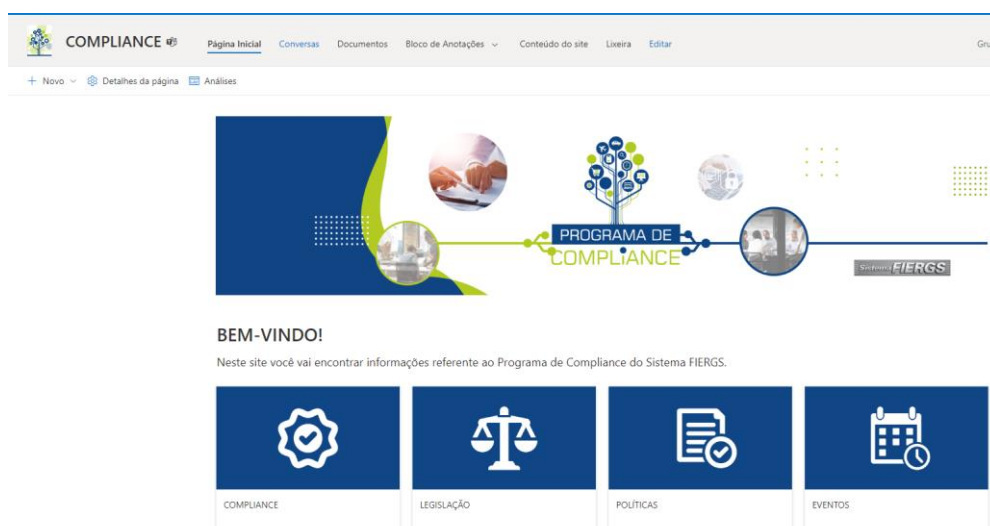 COMPLIANCE
Página Inicial Conversas Documentos Bloco de Anotações Conteúdo do site Lixeira Editar
+ Novo Detalhes da página Análises
PROGRAMA DE
COMPLIANCE
Sistema FIERGS
BEM-VINDO!
Neste site você vai encontrar informações referente ao Programa de Compliance do Sistema FIERGS.
COMPLIANCE LEGISLAÇÃO POLÍTICAS EVENTOS